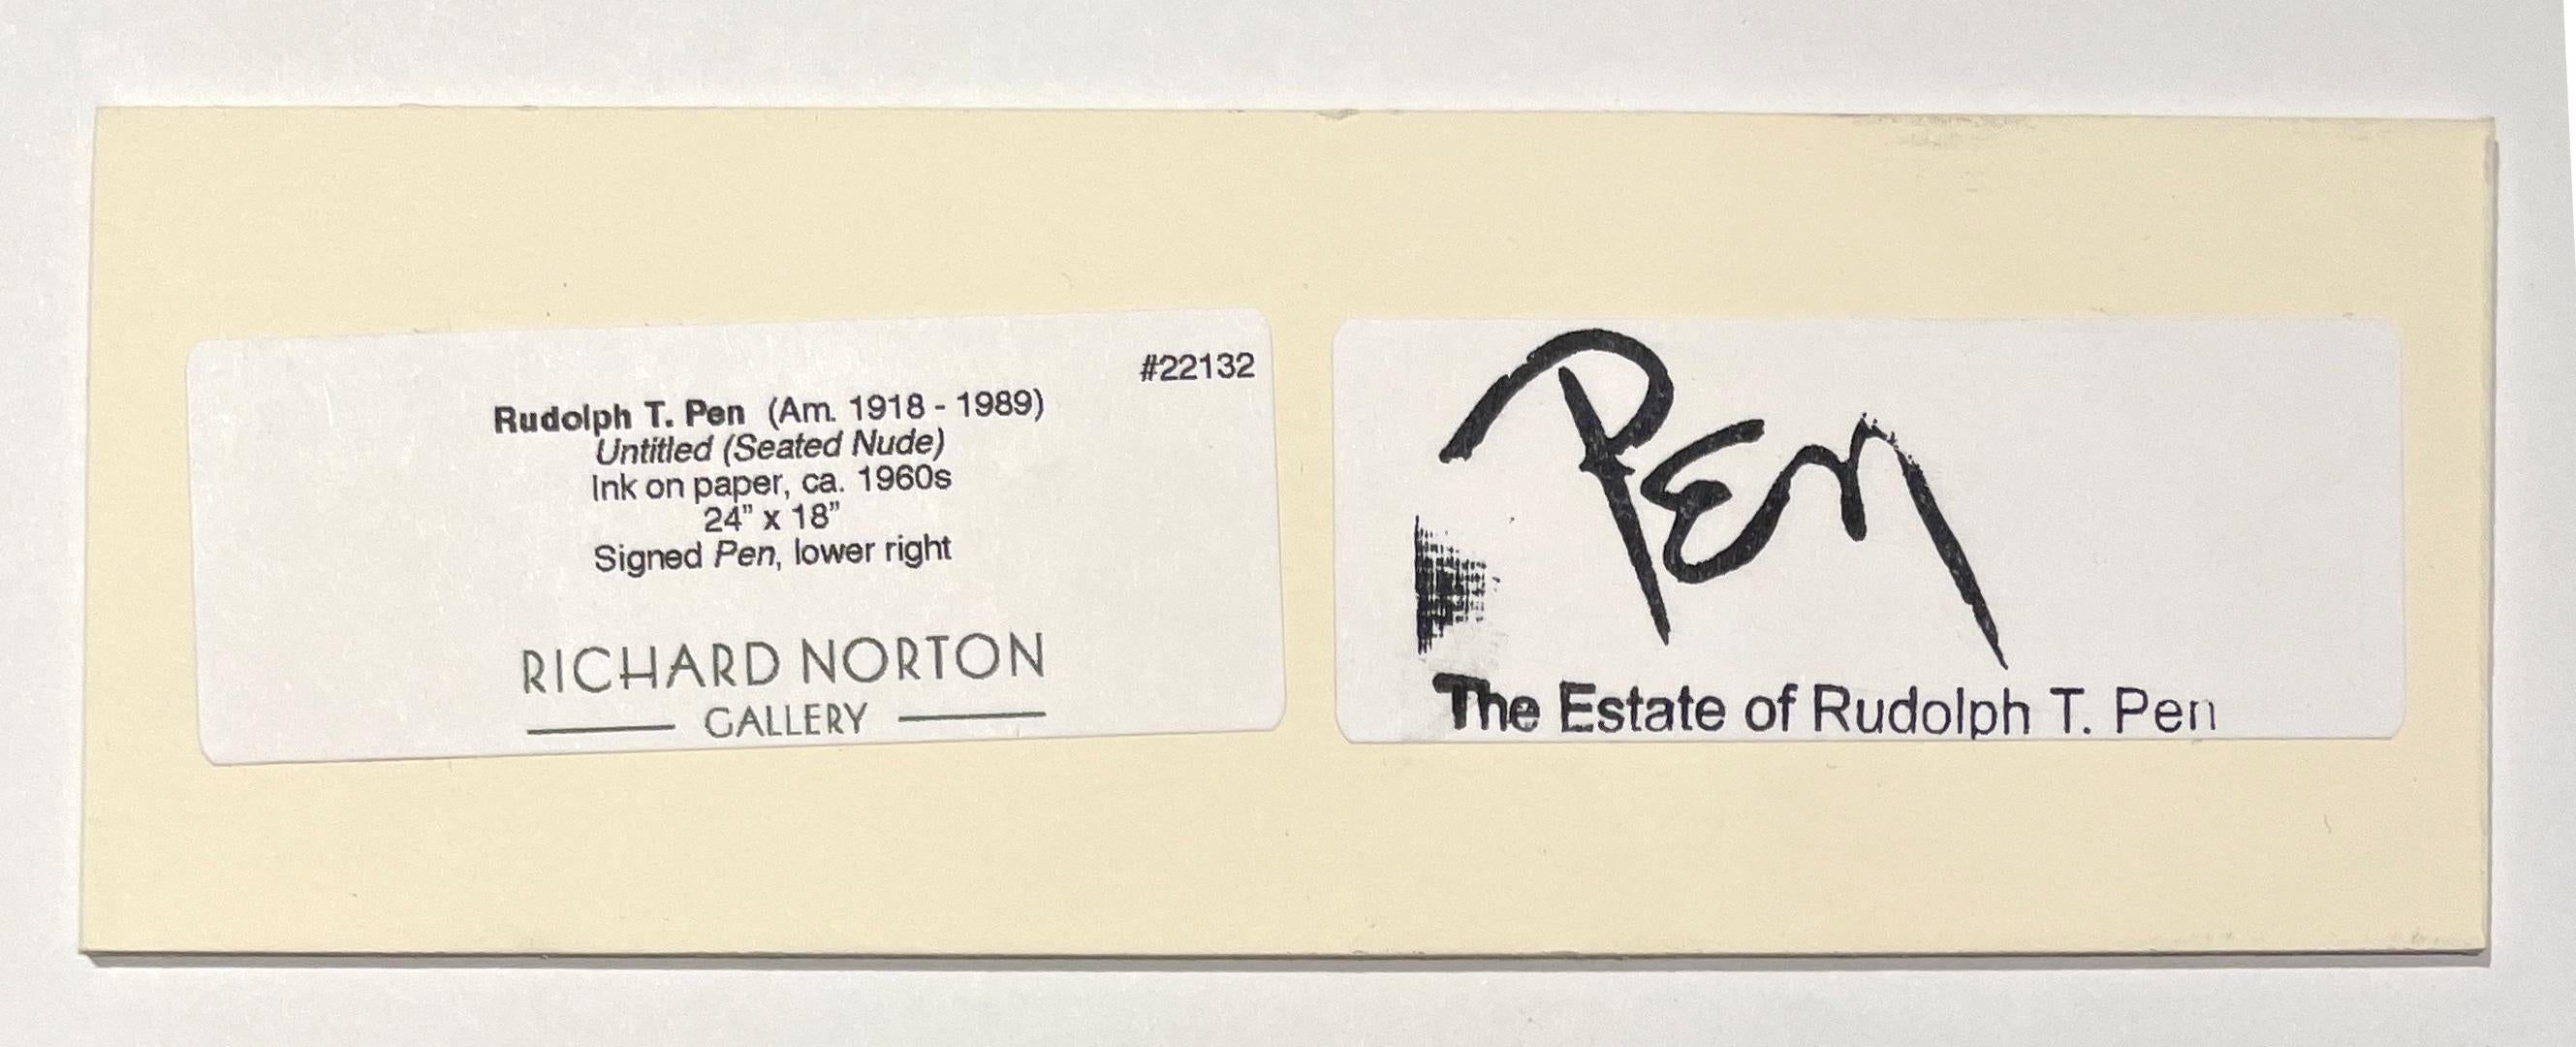 #22132
Rudolph T. Pen (Am. 1918 - 1989)
Untitled (Seated Nude)
Ink on paper, ca. 1960s
24" x 18"
Signed Pen, lower right
RICHARD NORTON
GALLERY
Pen
The Estate of Rudolph T. Pen